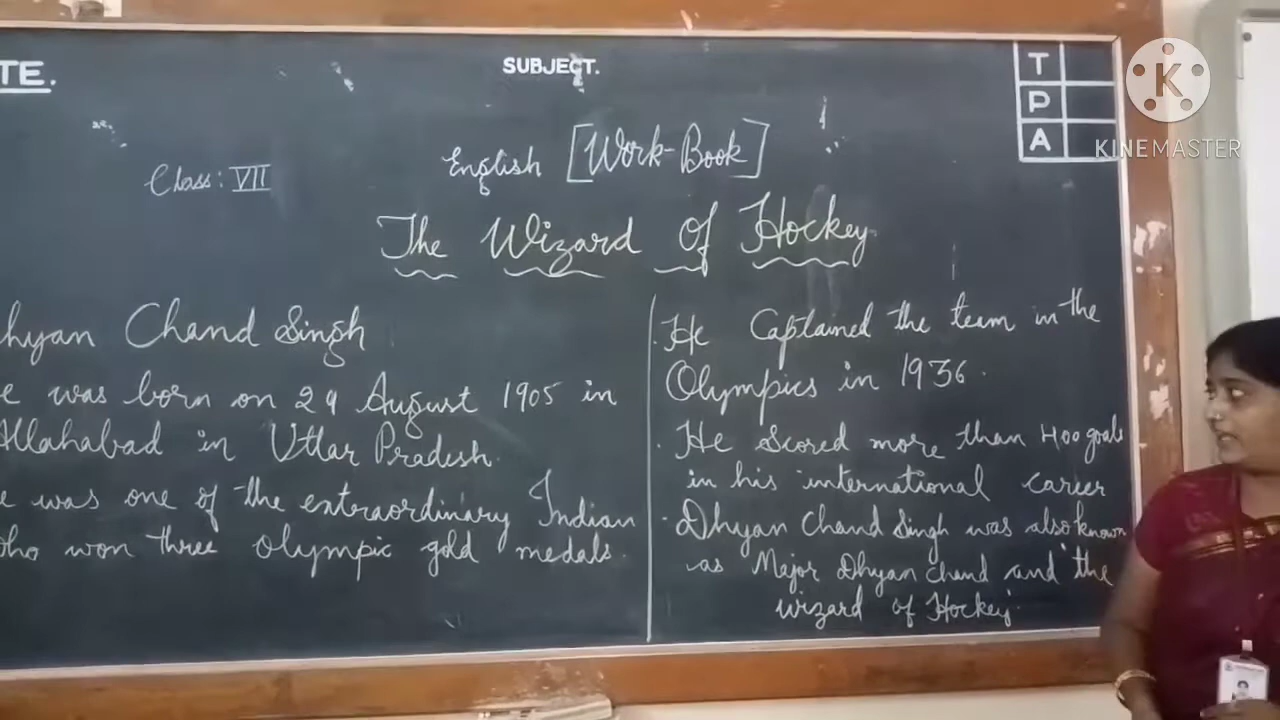 TE.
SUBJECT.
T
P
A
KINEMASTER
K
Class: VII
English [Work-Book]
The Wizard Of Hockey
hyan Chand Singh
e was born on 29 August 1905 in
Allahabad in Uttar Pradesh.
e was one of the extraordinary Indian
ho won three Olympic gold medals.
. He Captained the team in the
Olympics in 1936.
. He Scored more than 400 goals
in his international career
. Dhyan Chand Singh was also known
as Major Dhyan Chand and the
wizard of Hockey.